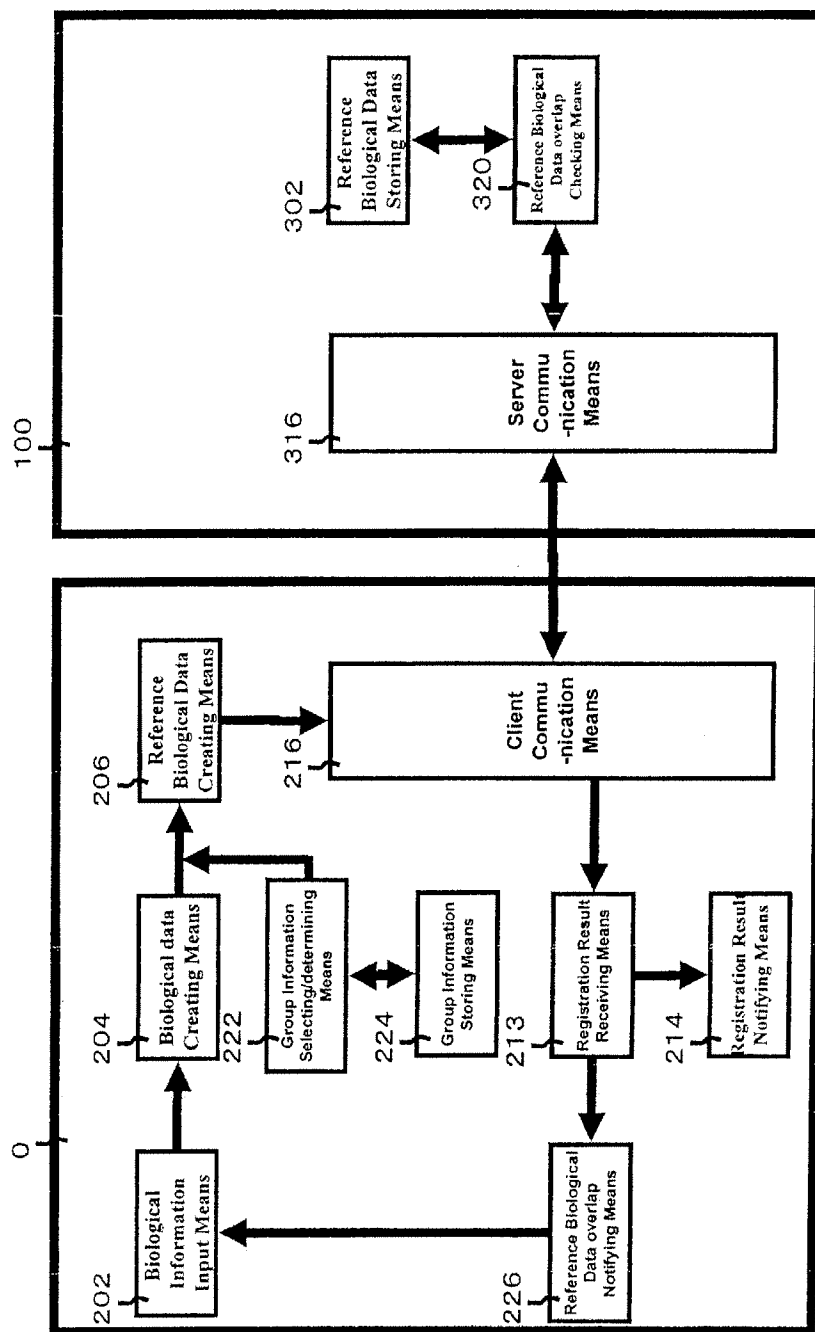 0
202
Biological
Information
Input Means
204
Biological data
Creating Means
206
Reference
Biological Data
Creating Means
222
Group Information
Selecting/determining
Means
224
Group Information
Storing Means
226
Reference Biological
Data overlap
Notifying Means
213
Registration Result
Receiving Means
214
Registration Result
Notifying Means
216
Client
Commu
-nication
Means
100
316
Server
Commu
-nication
Means
302
Reference
Biological Data
Storing Means
320
Reference Biological
Data overlap
Checking Means